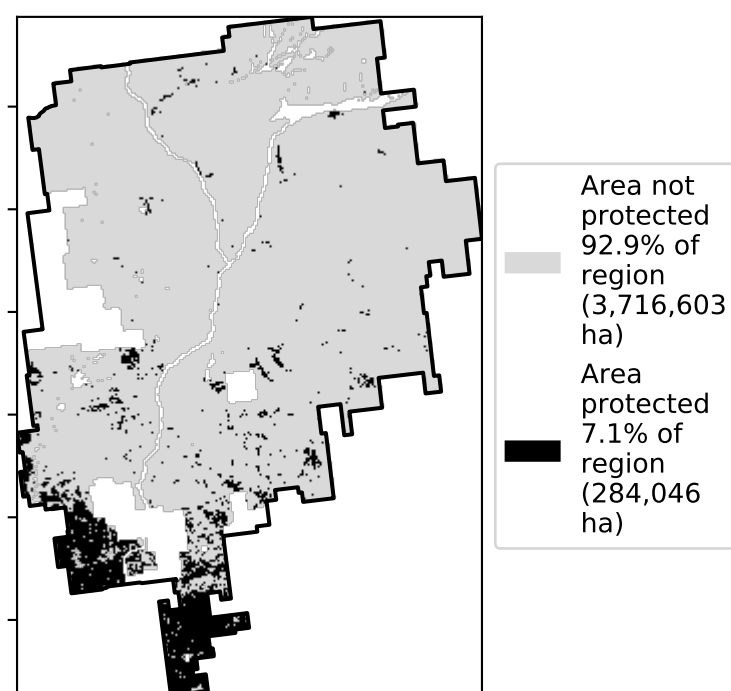 Area not
protected
92.9% of
region
(3,716,603
ha)
Area
protected
7.1% of
region
(284,046
ha)